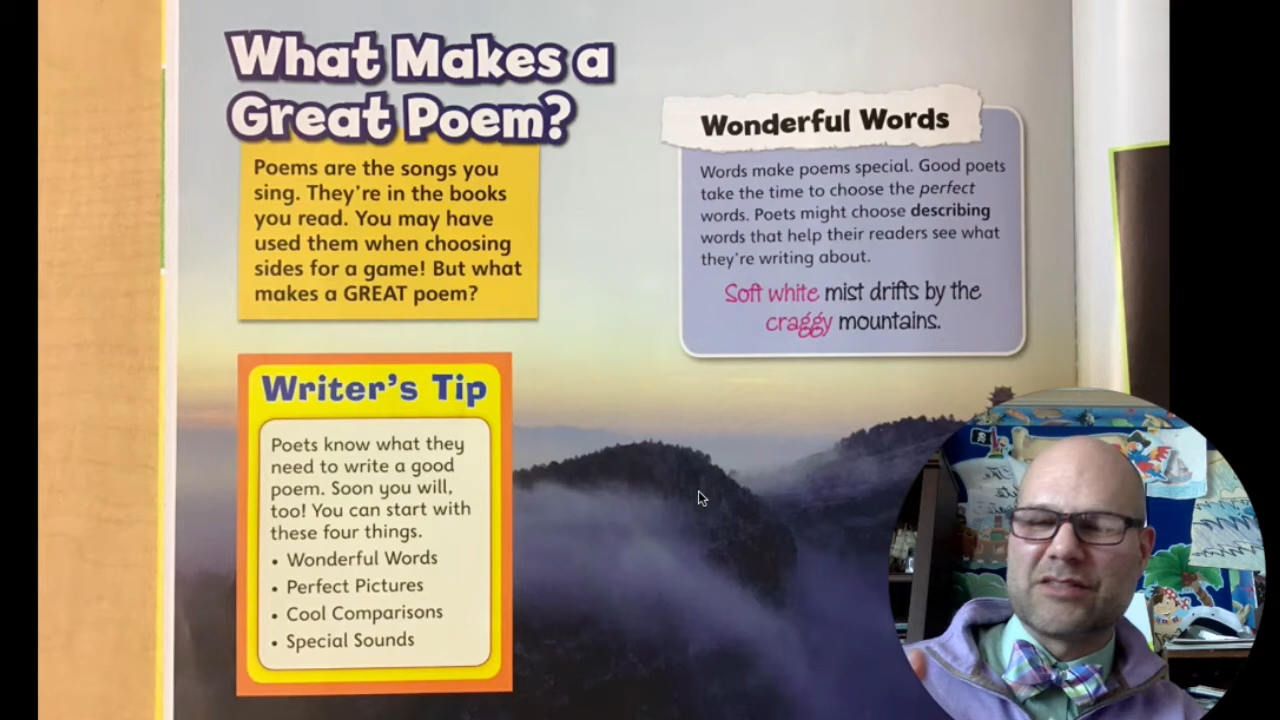 What Makes a
Great Poem?
Poems are the songs you
sing. They're in the books
you read. You may have
used them when choosing
sides for a game! But what
makes a GREAT poem?
Writer's Tip
Poets know what they
need to write a good
poem. Soon you will,
too! You can start with
these four things.
• Wonderful Words
• Perfect Pictures
• Cool Comparisons
• Special Sounds
Wonderful Words
Words make poems special. Good poets
take the time to choose the perfect
words. Poets might choose describing
words that help their readers see what
they're writing about.
Soft white mist drifts by the
craggy mountains.